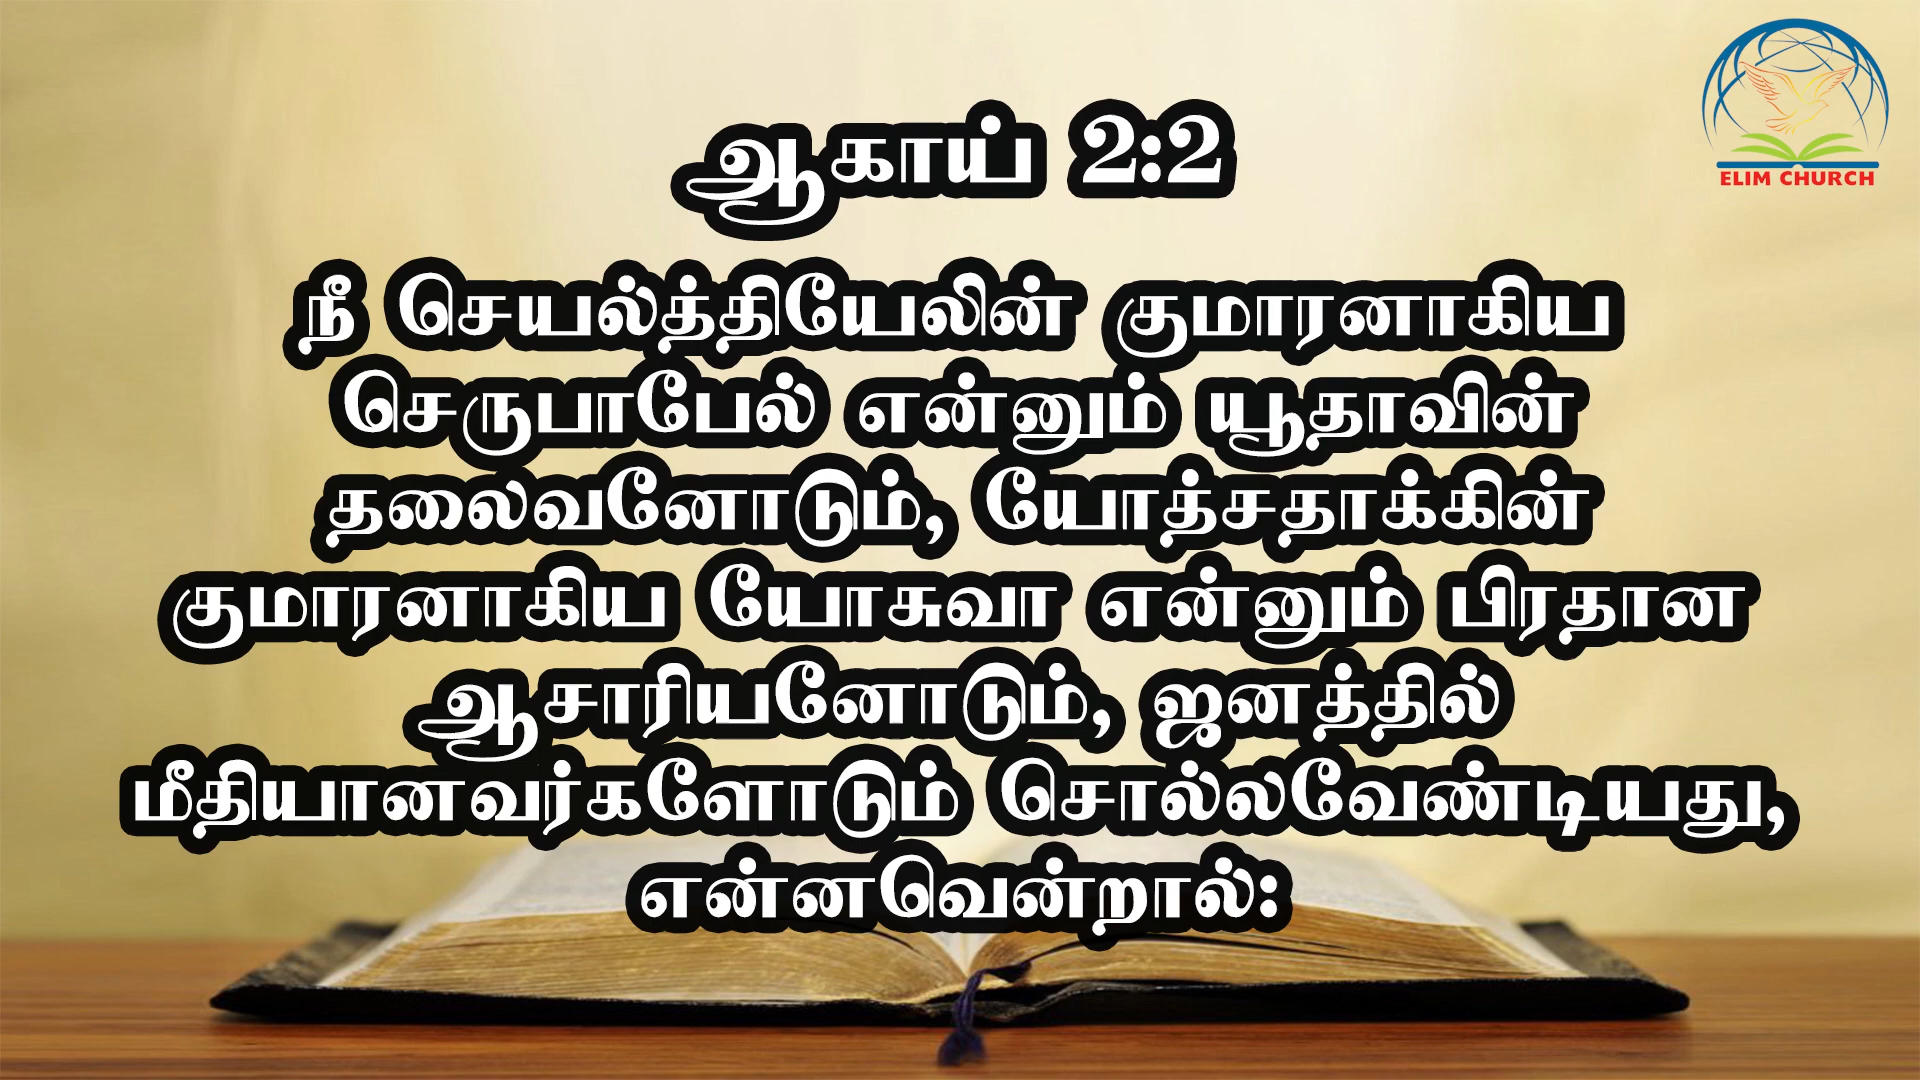 ஆகாய் 2:2
ELIM CHURCH
நீ செயல்த்தியேலின் குமாரனாகிய
செருபாபேல் என்னும் யூதாவின்
தலைவனோடும், யோத்சதாக்கின்
குமாரனாகிய யோசுவா என்னும் பிரதான
ஆசாரியனோடும், ஜனத்தில்
மீதியானவர்களோடும் சொல்லவேண்டியது,
என்னவென்றால்: